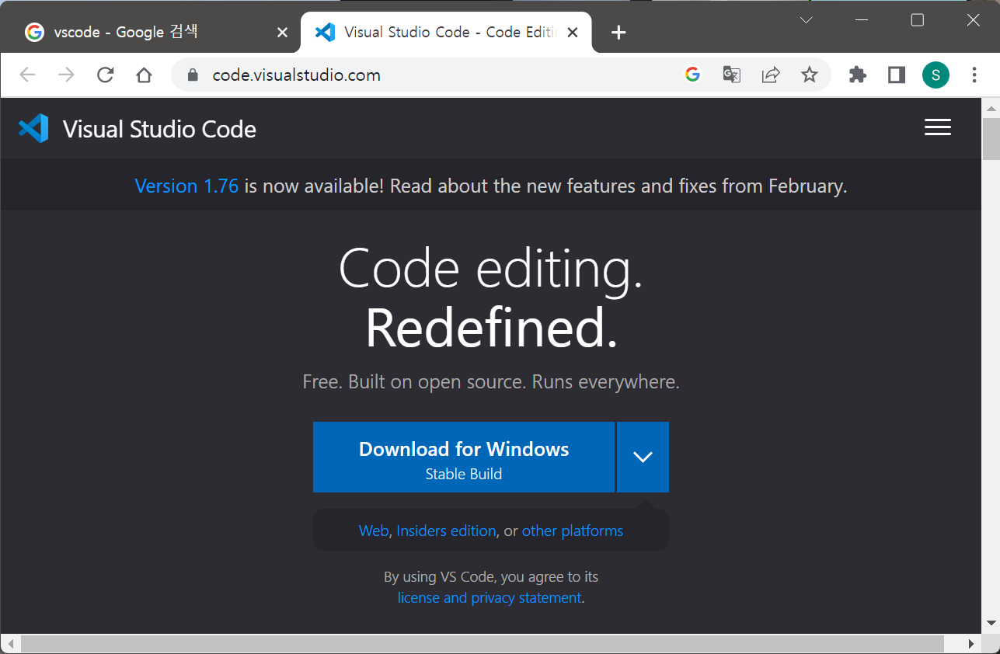 vscode - Google 검색
Visual Studio Code - Code Editi
code.visualstudio.com
S
Visual Studio Code
Version 1.76 is now available! Read about the new features and fixes from February.
Code editing.
Redefined.
Free. Built on open source. Runs everywhere.
Download for Windows
Stable Build
Web, Insiders edition, or other platforms
By using VS Code, you agree to its
license and privacy statement.